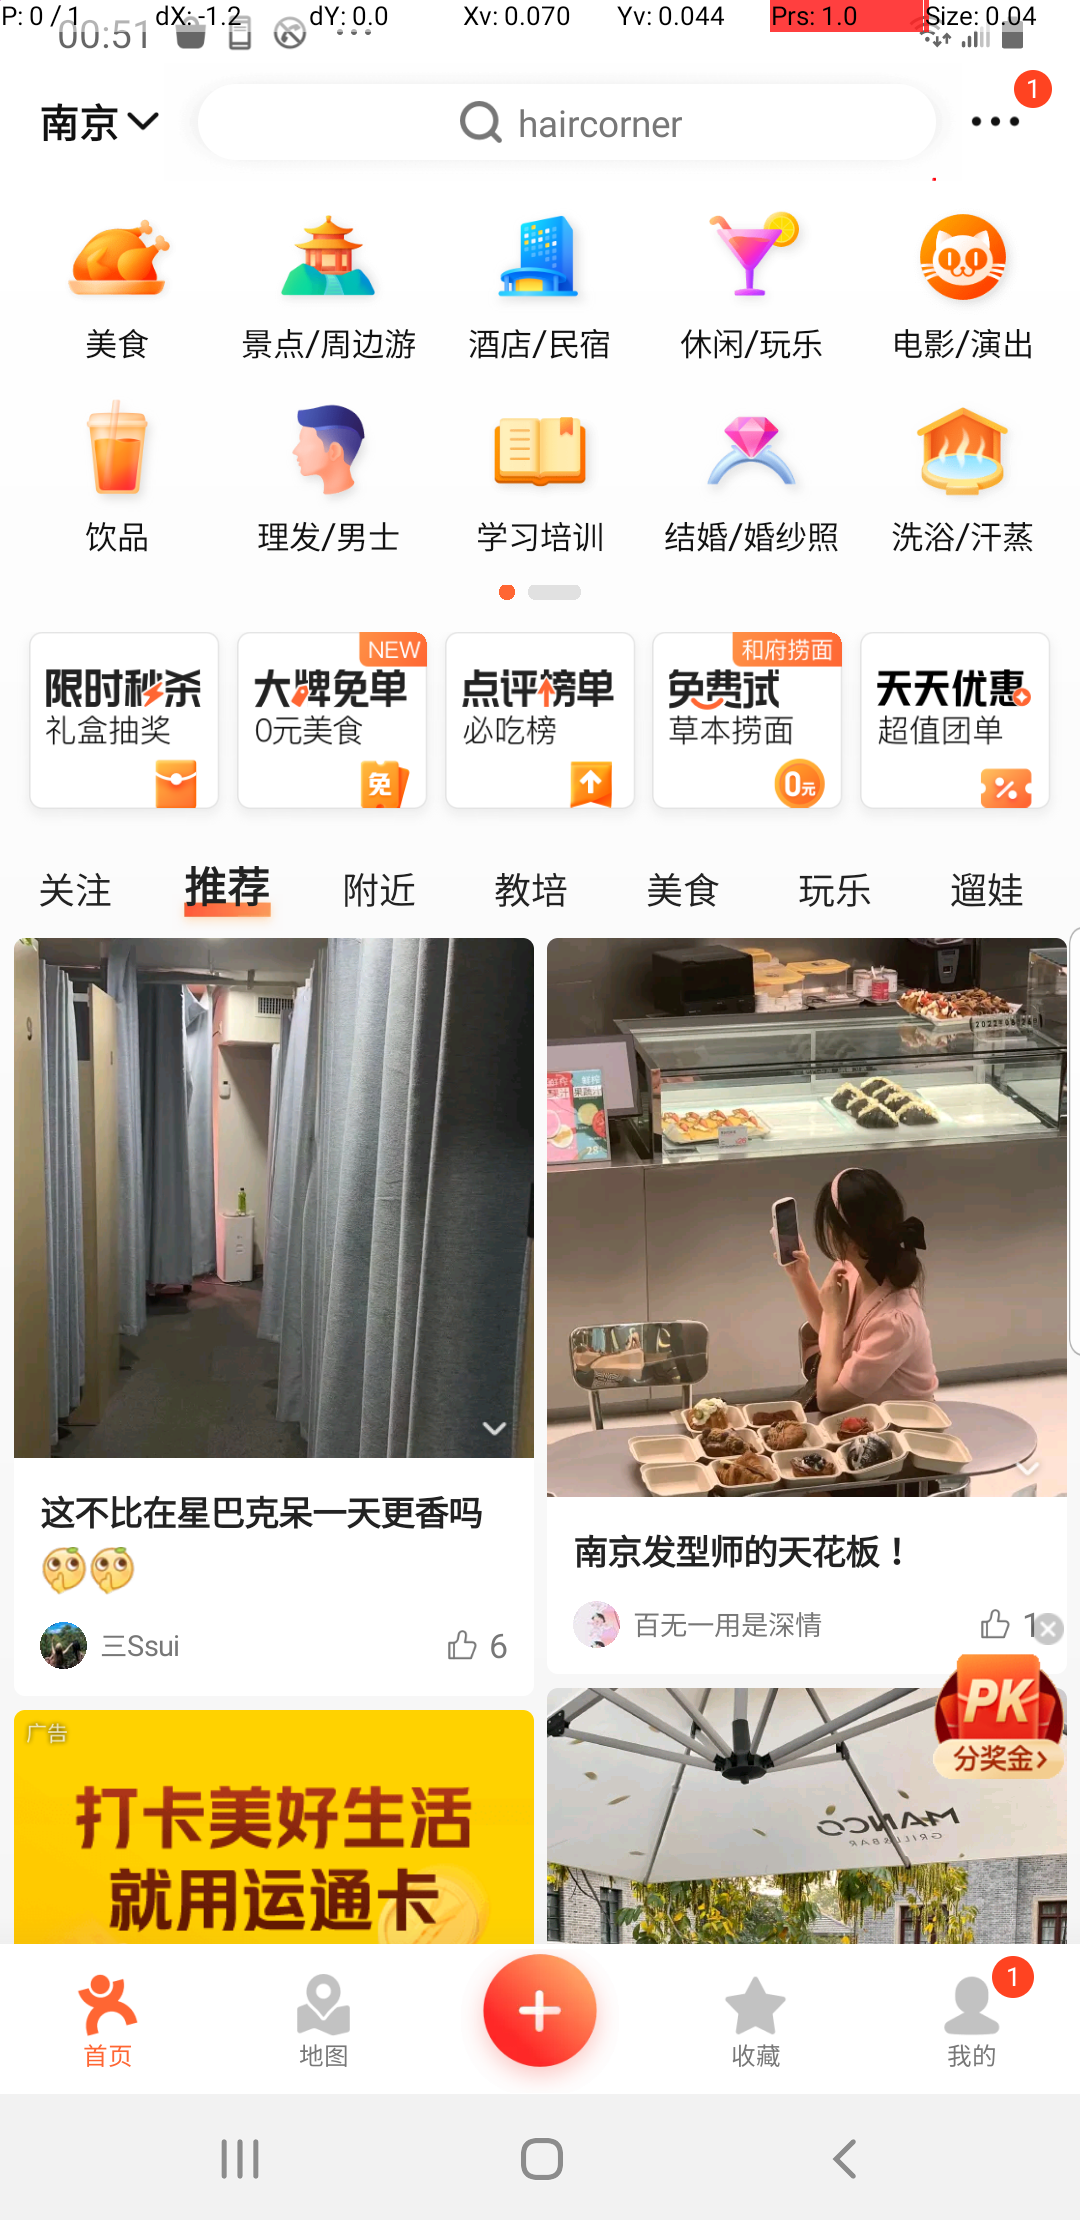 P: 0 / 1 dX: -1.2 dY: 0.0 Xv: 0.070 Yv: 0.044 Prs: 1.0 Size: 0.04
00:51
南京 haircorner 1
美食 景点/周边游 酒店/民宿 休闲/玩乐 电影/演出
饮品 理发/男士 学习培训 结婚/婚纱照 洗浴/汗蒸
NEW 和府捞面
限时秒杀 大牌免单 点评榜单 免费试 天天优惠
礼盒抽奖 0元美食 必吃榜 草本捞面 超值团单
免 0元 %
关注 推荐 附近 教培 美食 玩乐 遛娃
这不比在星巴克呆一天更香吗
三Ssui 6
南京发型师的天花板！
百无一用是深情 1
广告
打卡美好生活
就用运通卡
MANCO
GRILL&BAR
PK
分奖金>
首页 地图 收藏 我的 1